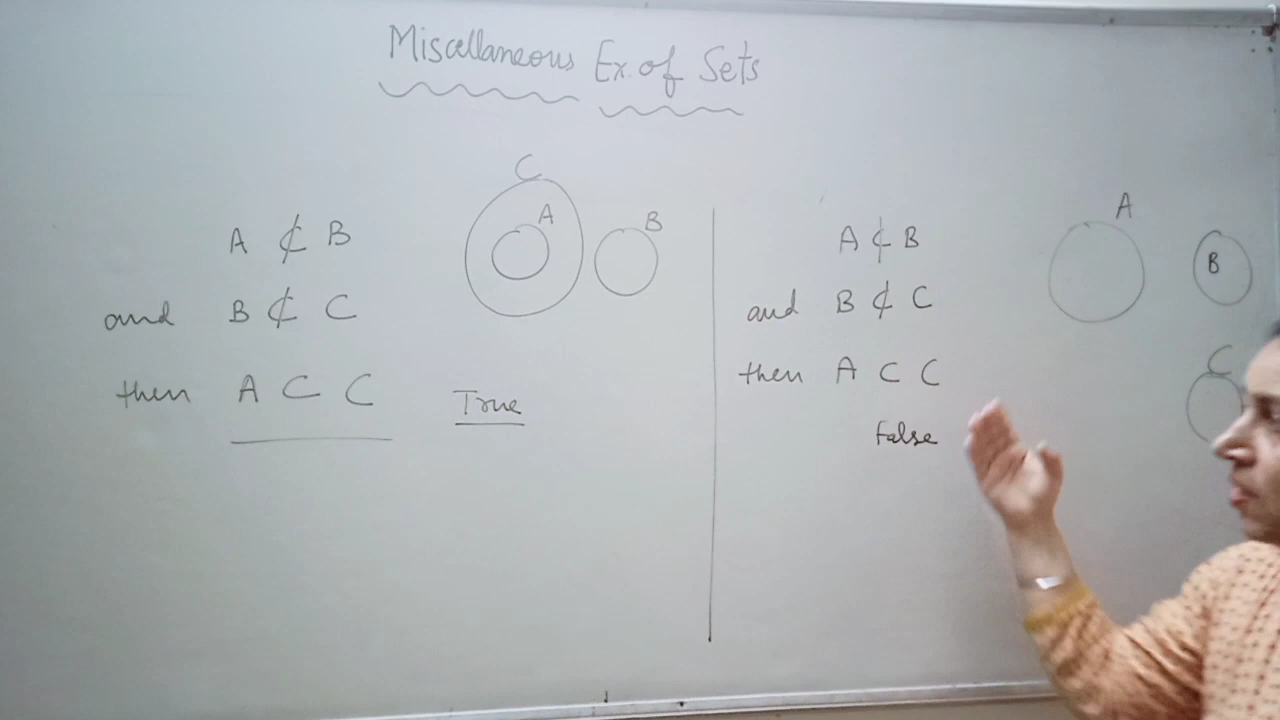 Miscellaneous Ex. of Sets
C
A
B
A ⊄ B
and B ⊄ C
then A ⊂ C
True
A
B
C
A ⊄ B
and B ⊄ C
then A ⊂ C
False